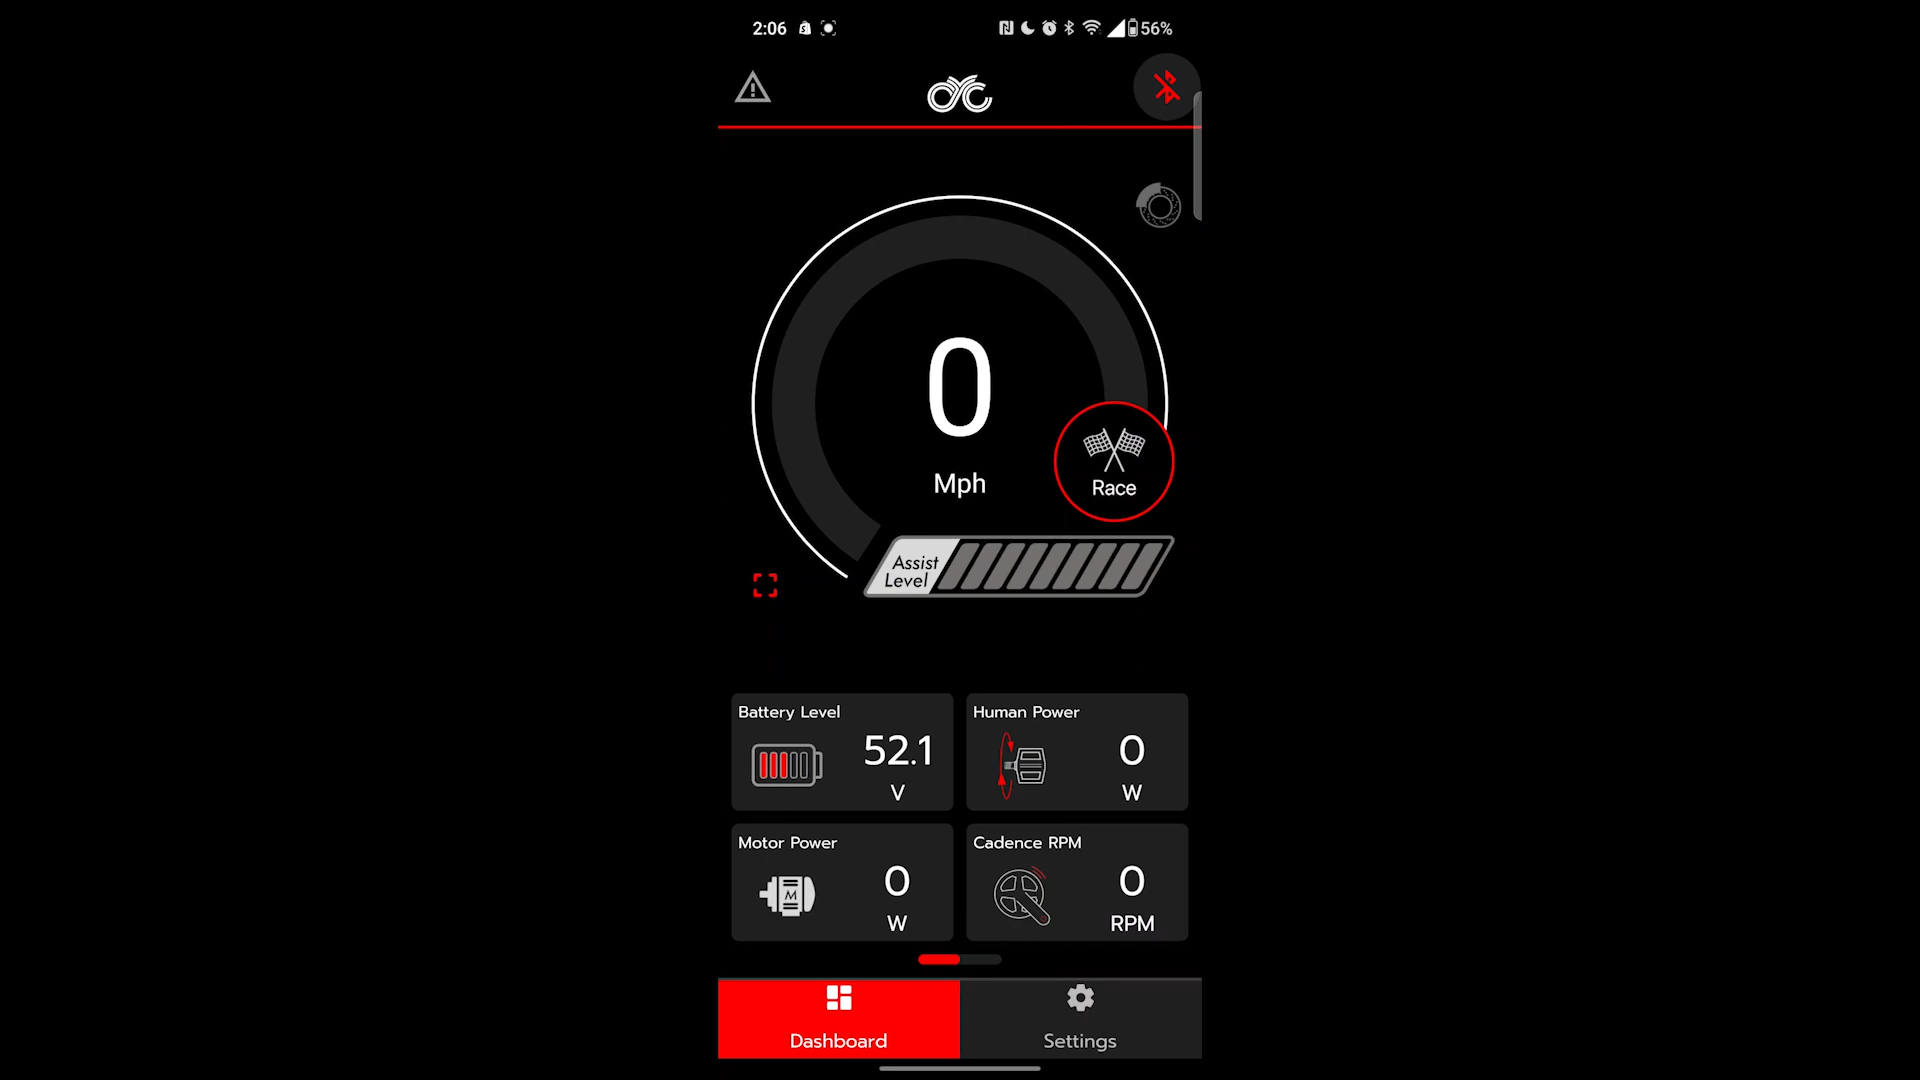 2:06
56%
0
Mph
Race
Assist
Level
Battery Level
52.1
V
Human Power
0
W
Motor Power
M
0
W
Cadence RPM
0
RPM
Dashboard
Settings